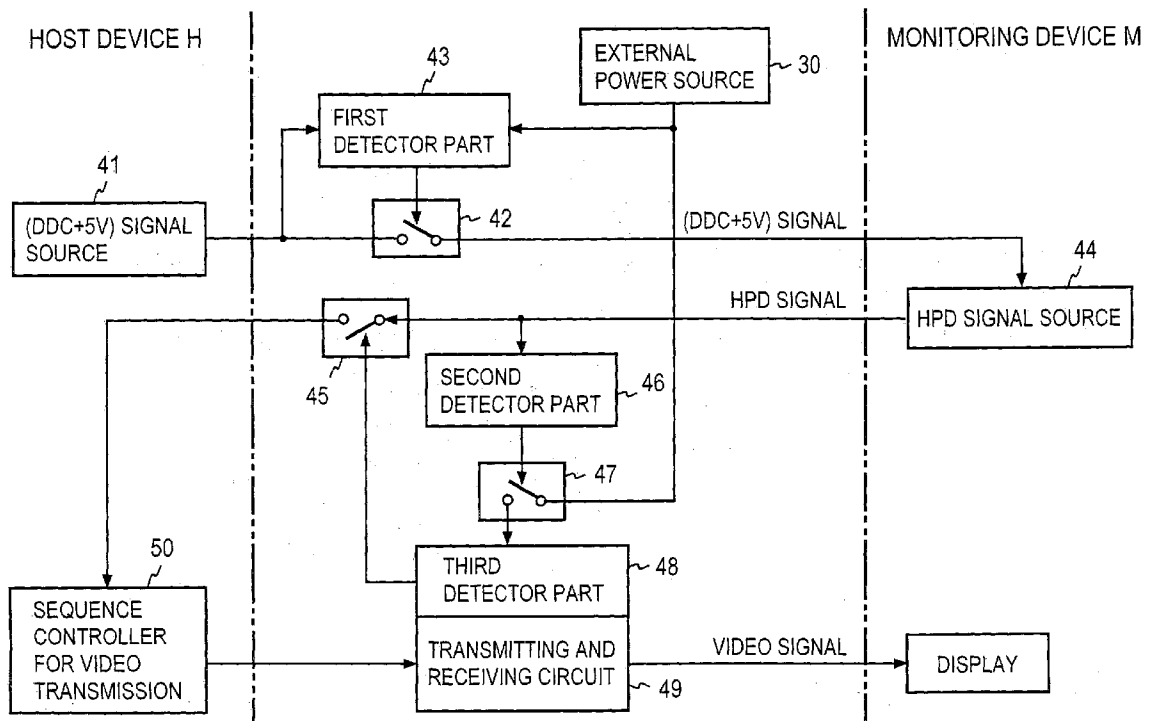 HOST DEVICE H
MONITORING DEVICE M
EXTERNAL
POWER SOURCE
30
43
FIRST
DETECTOR PART
41
(DDC+5V) SIGNAL
SOURCE
42
(DDC+5V) SIGNAL
44
HPD SIGNAL SOURCE
HPD SIGNAL
45
SECOND
DETECTOR PART
46
47
50
SEQUENCE
CONTROLLER
FOR VIDEO
TRANSMISSION
THIRD
DETECTOR PART
48
TRANSMITTING AND
RECEIVING CIRCUIT
49
VIDEO SIGNAL
DISPLAY